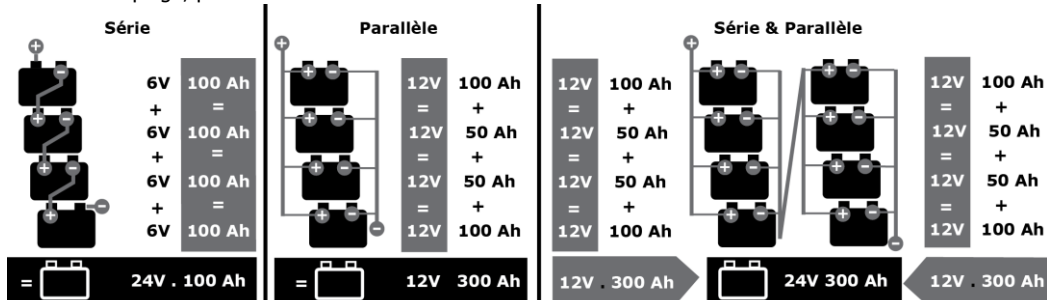 Série
6V 100 Ah
+ =
6V 100 Ah
+ =
6V 100 Ah
+ =
6V 100 Ah
= 24V . 100 Ah
Parallèle
12V 100 Ah
= +
12V 50 Ah
= +
12V 50 Ah
= +
12V 100 Ah
= 12V 300 Ah
Série & Parallèle
12V 100 Ah
= +
12V 50 Ah
= +
12V 50 Ah
= +
12V 100 Ah
12V . 300 Ah
12V 100 Ah
= +
12V 50 Ah
= +
12V 50 Ah
= +
12V 100 Ah
24V 300 Ah
12V . 300 Ah